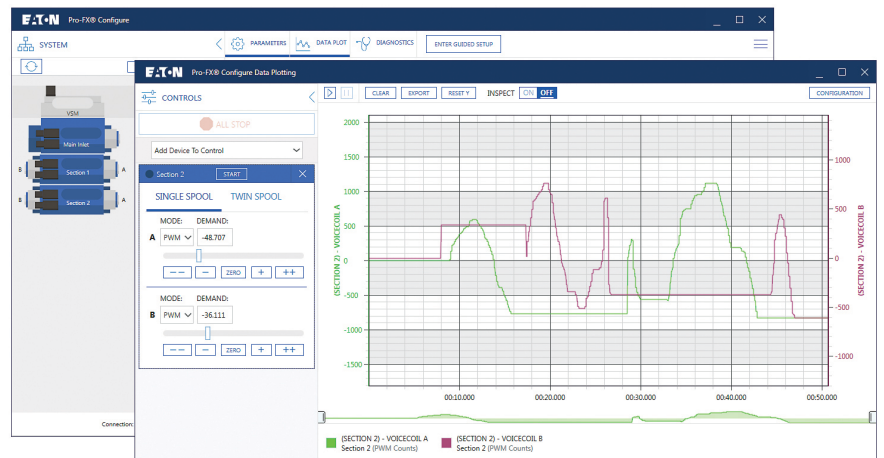 EATON Pro-FX® Configure
SYSTEM
PARAMETERS
DATA PLOT
DIAGNOSTICS
ENTER GUIDED SETUP
VSM
Main Inlet
B Section 1 A
B Section 2 A
Connection:
EATON Pro-FX® Configure Data Plotting
CONTROLS
ALL STOP
Add Device To Control
Section 2 START
SINGLE SPOOL TWIN SPOOL
MODE: DEMAND:
A PWM -48.707
-- - ZERO + ++
MODE: DEMAND:
B PWM -36.111
-- - ZERO + ++
CLEAR EXPORT RESET Y INSPECT ON OFF CONFIGURATION
(SECTION 2) - VOICECOIL A
2000
1500
1000
500
0
-500
-1000
-1500
1000
500
0
-500
-1000
(SECTION 2) - VOICECOIL B
00:10.000 00:20.000 00:30.000 00:40.000 00:50.000
(SECTION 2) - VOICECOIL A
Section 2 (PWM Counts)
(SECTION 2) - VOICECOIL B
Section 2 (PWM Counts)